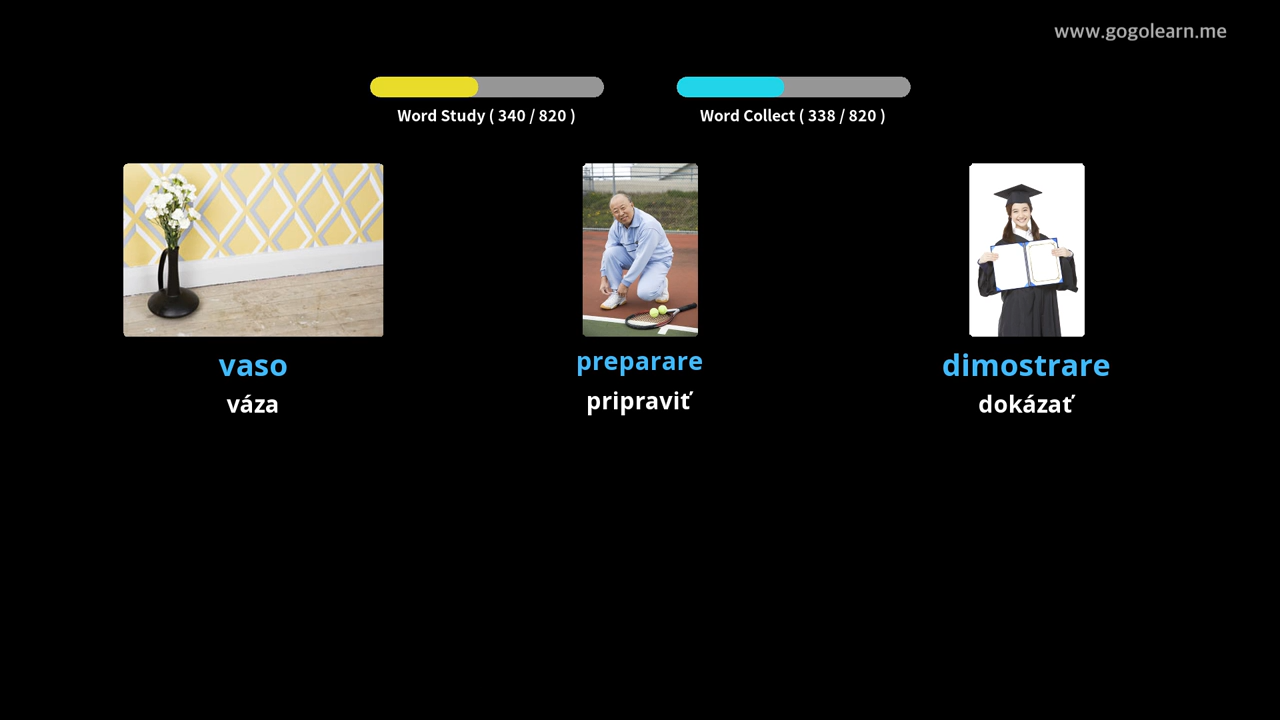 www.gogolearn.me
Word Study ( 340 / 820 )
Word Collect ( 338 / 820 )
vaso
váza
preparare
pripraviť
dimostrare
dokázať